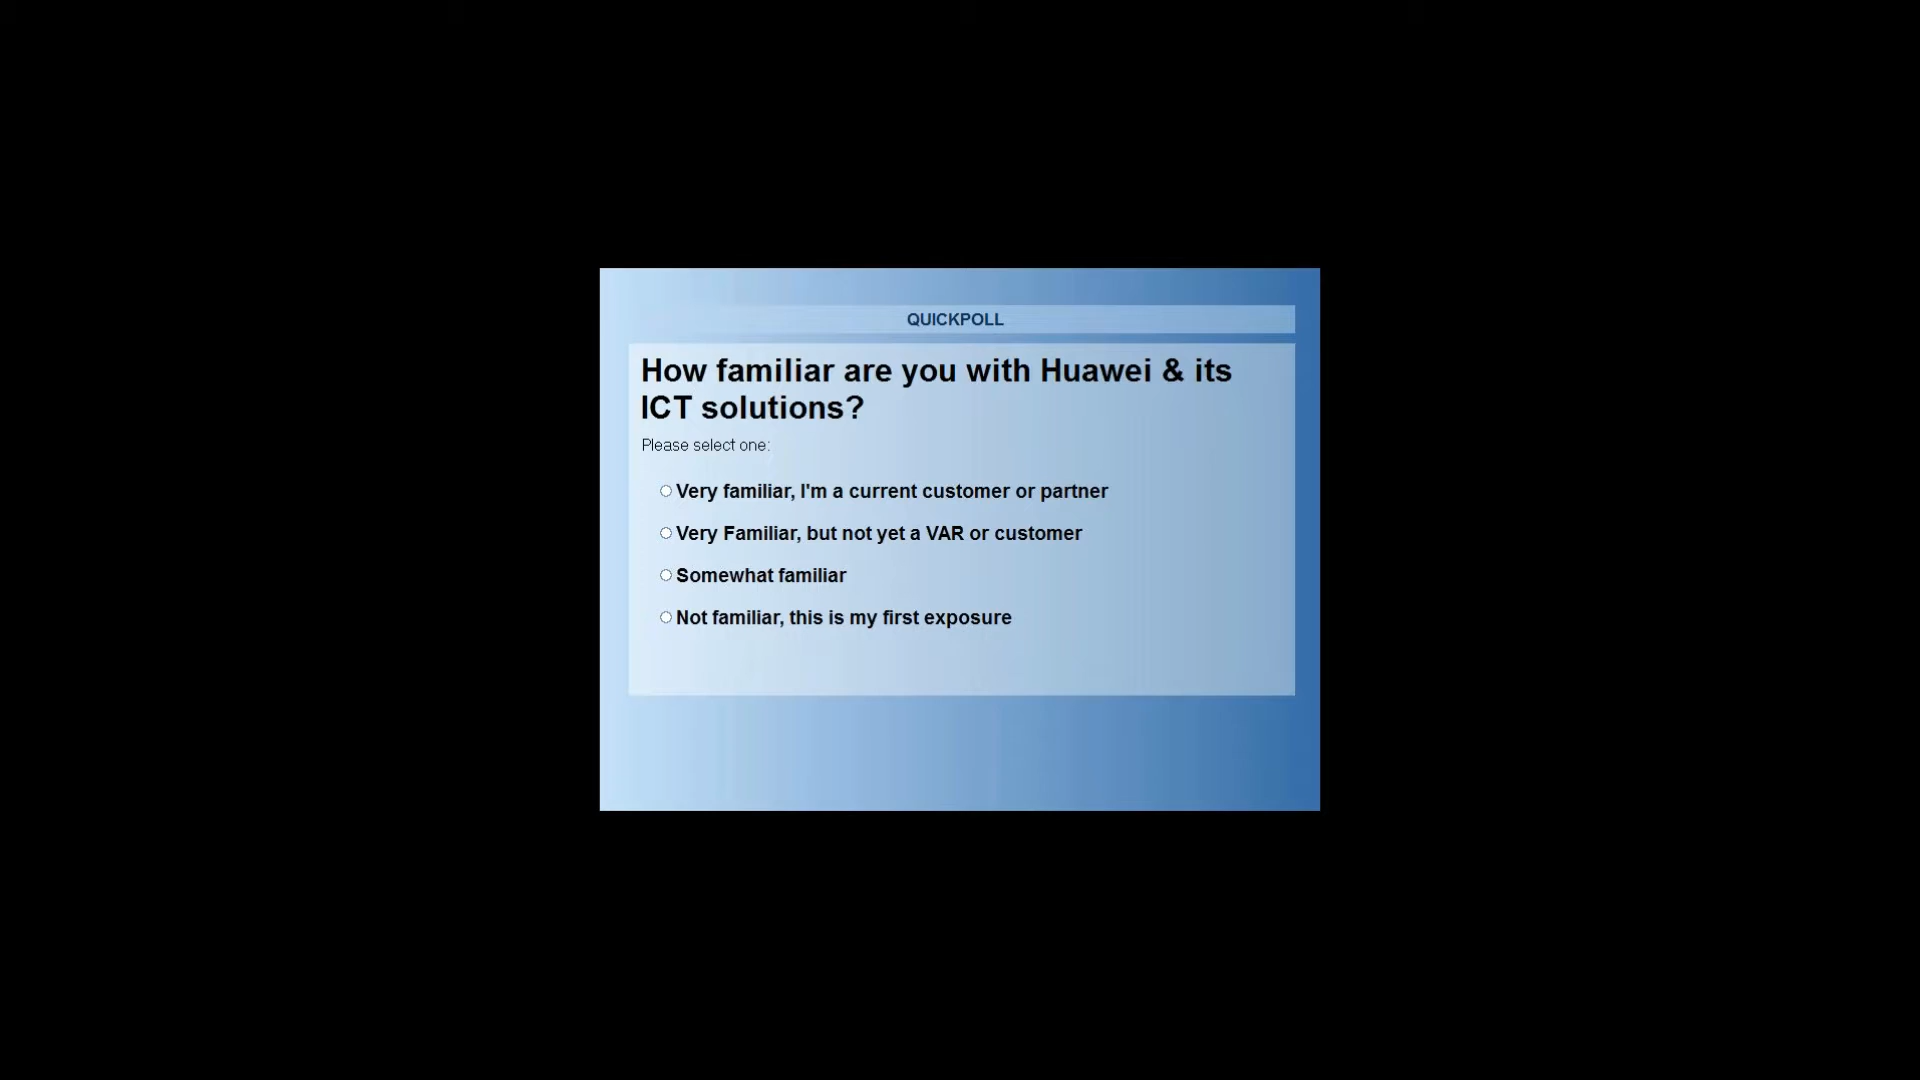 QUICKPOLL
How familiar are you with Huawei & its
ICT solutions?
Please select one:
Very familiar, I'm a current customer or partner
Very Familiar, but not yet a VAR or customer
Somewhat familiar
Not familiar, this is my first exposure